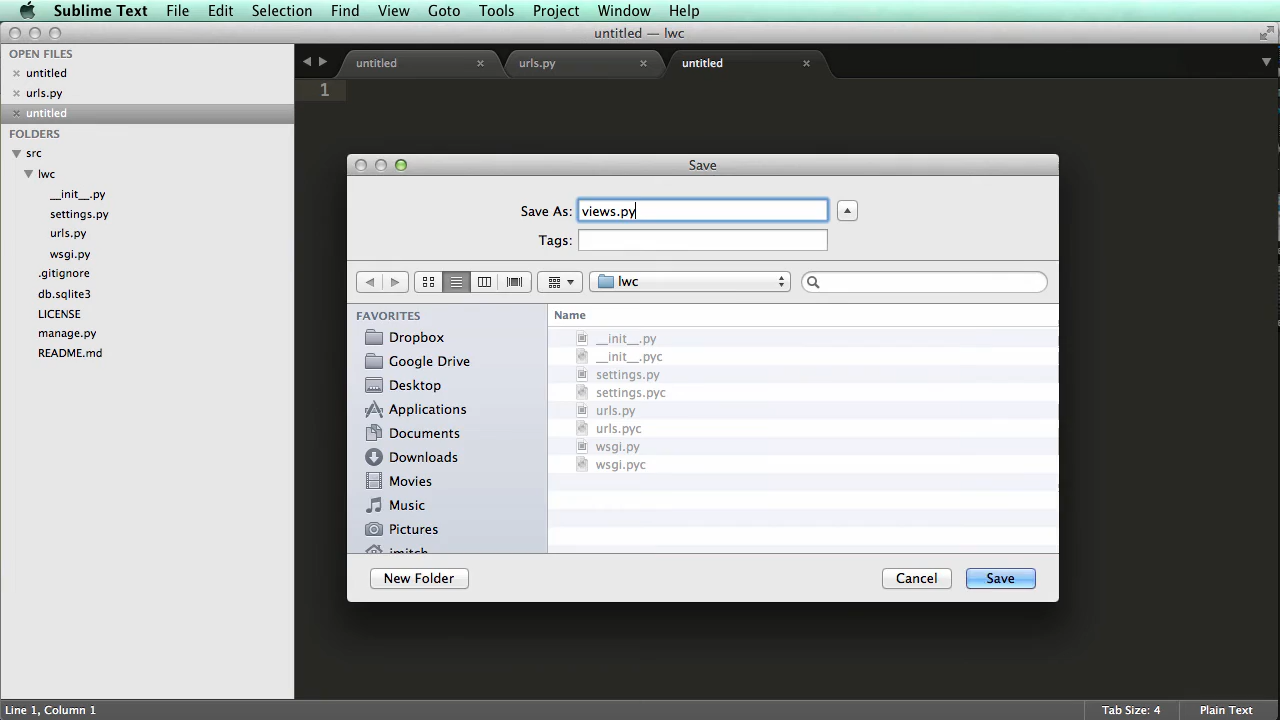 Sublime Text File Edit Selection Find View Goto Tools Project Window Help
untitled — lwc
OPEN FILES
untitled
urls.py
untitled
FOLDERS
src
lwc
__init__.py
settings.py
urls.py
wsgi.py
.gitignore
db.sqlite3
LICENSE
manage.py
README.md
untitled urls.py untitled
1
Save
Save As: views.py
Tags:
lwc
FAVORITES
Dropbox
Google Drive
Desktop
Applications
Documents
Downloads
Movies
Music
Pictures
jmitch
Name
__init__.py
__init__.pyc
settings.py
settings.pyc
urls.py
urls.pyc
wsgi.py
wsgi.pyc
New Folder Cancel Save
Line 1, Column 1 Tab Size: 4 Plain Text